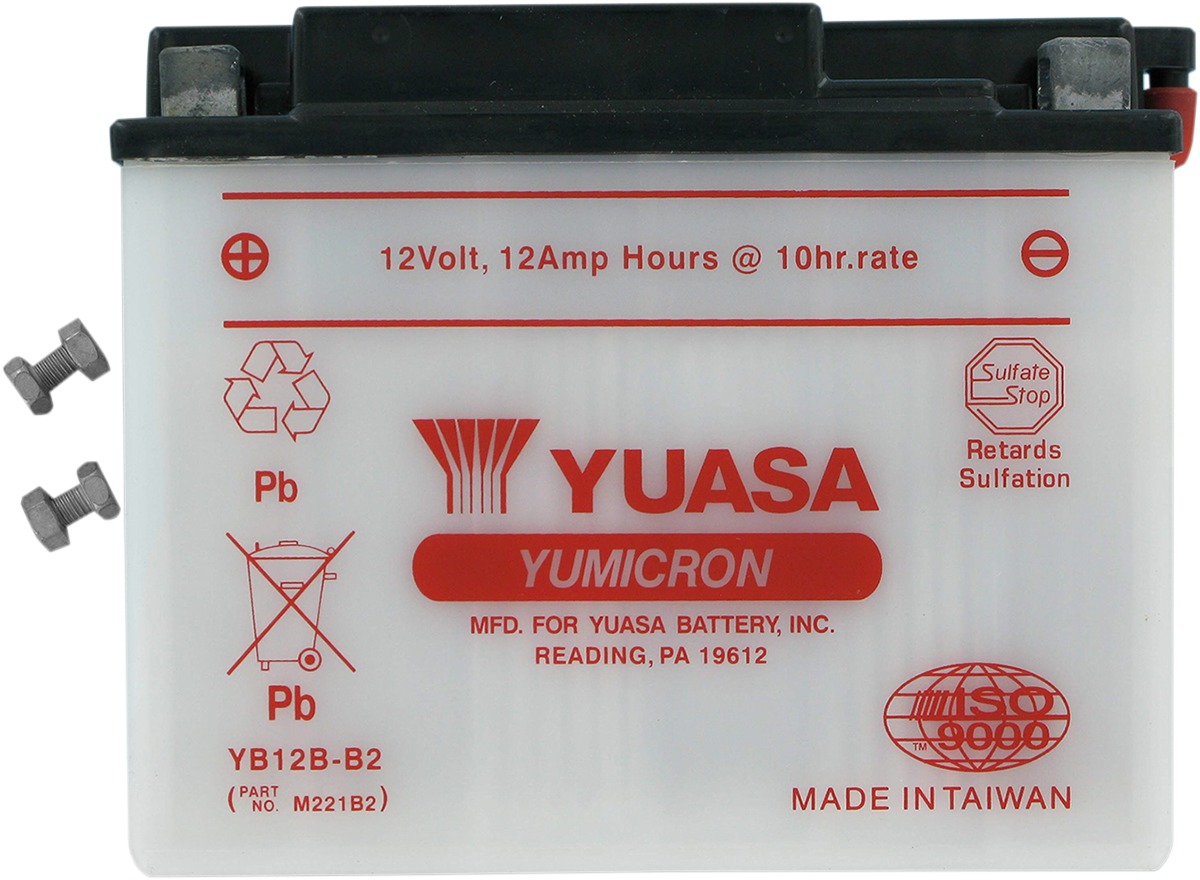 12Volt, 12Amp Hours @ 10hr.rate
Sulfate
Stop
Retards
Sulfation
Pb
YUASA
YUMICRON
MFD. FOR YUASA BATTERY, INC.
READING, PA 19612
Pb
YB12B-B2
(PART NO. M221B2)
ISO
9000
TM
MADE IN TAIWAN